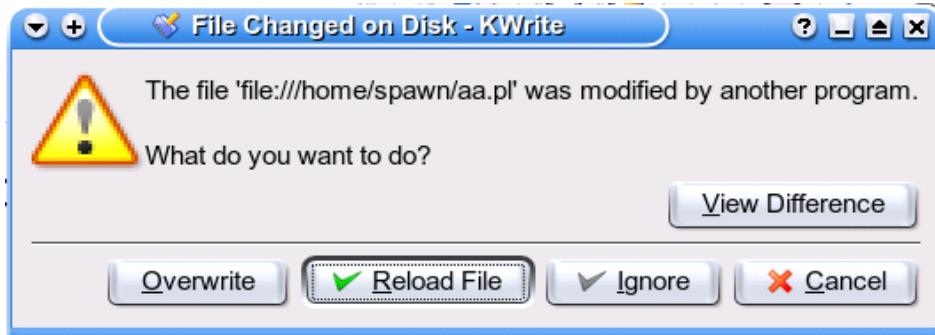 File Changed on Disk - KWrite
The file 'file:///home/spawn/aa.pl' was modified by another program.
What do you want to do?
View Difference
Overwrite
Reload File
Ignore
Cancel